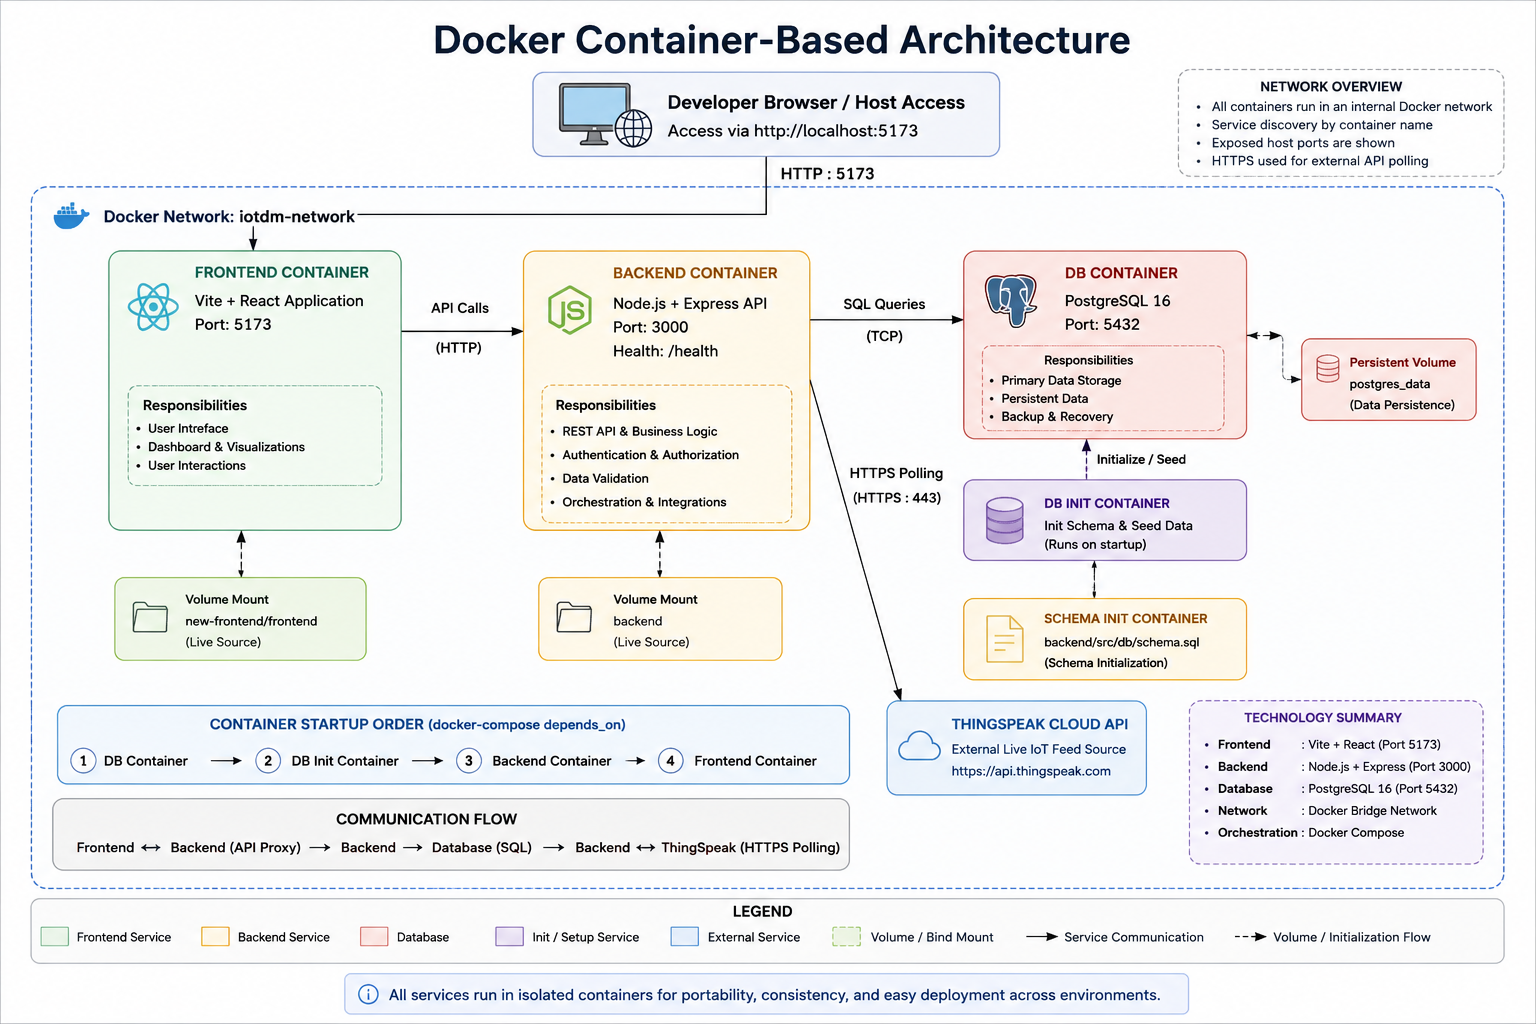 Docker Container-Based Architecture
Developer Browser / Host Access
Access via http://localhost:5173
NETWORK OVERVIEW
• All containers run in an internal Docker network
• Service discovery by container name
• Exposed host ports are shown
• HTTPS used for external API polling
HTTP : 5173
Docker Network: iotdm-network
FRONTEND CONTAINER
Vite + React Application
Port: 5173
Responsibilities
• User Intreface
• Dashboard & Visualizations
• User Interactions
API Calls
(HTTP)
BACKEND CONTAINER
JS
Node.js + Express API
Port: 3000
Health: /health
Responsibilities
• REST API & Business Logic
• Authentication & Authorization
• Data Validation
• Orchestration & Integrations
SQL Queries
(TCP)
DB CONTAINER
PostgreSQL 16
Port: 5432
Responsibilities
• Primary Data Storage
• Persistent Data
• Backup & Recovery
Persistent Volume
postgres_data
(Data Persistence)
Initialize / Seed
HTTPS Polling
(HTTPS : 443)
DB INIT CONTAINER
Init Schema & Seed Data
(Runs on startup)
Volume Mount
new-frontend/frontend
(Live Source)
Volume Mount
backend
(Live Source)
SCHEMA INIT CONTAINER
backend/src/db/schema.sql
(Schema Initialization)
CONTAINER STARTUP ORDER (docker-compose depends_on)
1 DB Container → 2 DB Init Container → 3 Backend Container → 4 Frontend Container
THINGSPEAK CLOUD API
External Live IoT Feed Source
https://api.thingspeak.com
TECHNOLOGY SUMMARY
• Frontend : Vite + React (Port 5173)
• Backend : Node.js + Express (Port 3000)
• Database : PostgreSQL 16 (Port 5432)
• Network : Docker Bridge Network
• Orchestration : Docker Compose
COMMUNICATION FLOW
Frontend ↔ Backend (API Proxy) → Backend → Database (SQL) → Backend ↔ ThingSpeak (HTTPS Polling)
LEGEND
Frontend Service
Backend Service
Database
Init / Setup Service
External Service
Volume / Bind Mount
Service Communication
Volume / Initialization Flow
All services run in isolated containers for portability, consistency, and easy deployment across environments.